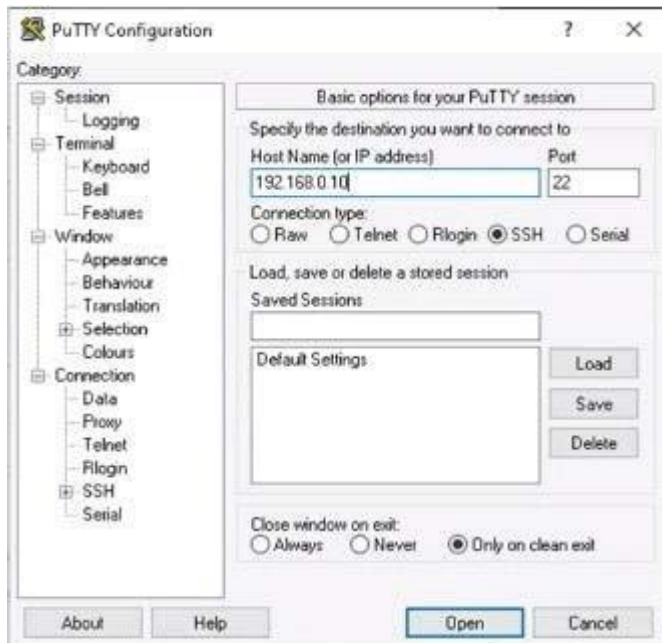 PuTTY Configuration
? X
Category:
Session
Logging
Terminal
Keyboard
Bell
Features
Window
Appearance
Behaviour
Translation
Selection
Colours
Connection
Data
Proxy
Telnet
Rlogin
SSH
Serial
Basic options for your PuTTY session
Specify the destination you want to connect to
Host Name (or IP address) Port
192.168.0.10 22
Connection type:
Raw Telnet Rlogin SSH Serial
Load, save or delete a stored session
Saved Sessions
Default Settings
Load
Save
Delete
Close window on exit:
Always Never Only on clean exit
About Help Open Cancel